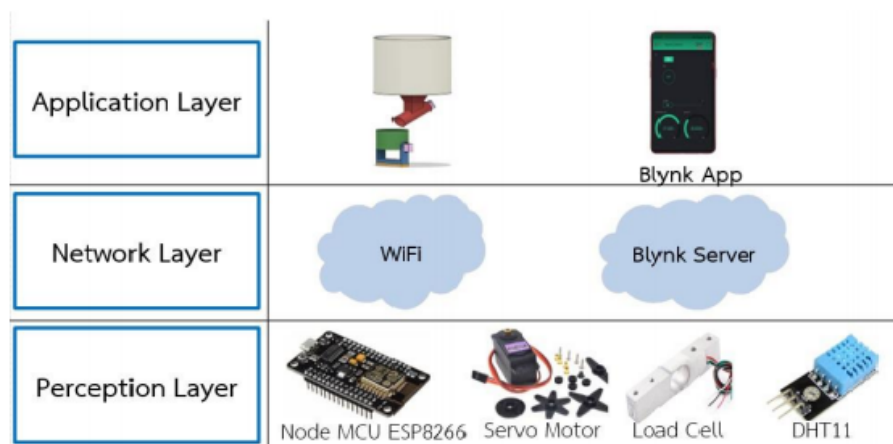 Application Layer
Blynk App
Network Layer
WiFi
Blynk Server
Perception Layer
Node MCU ESP8266
Servo Motor
Load Cell
DHT11